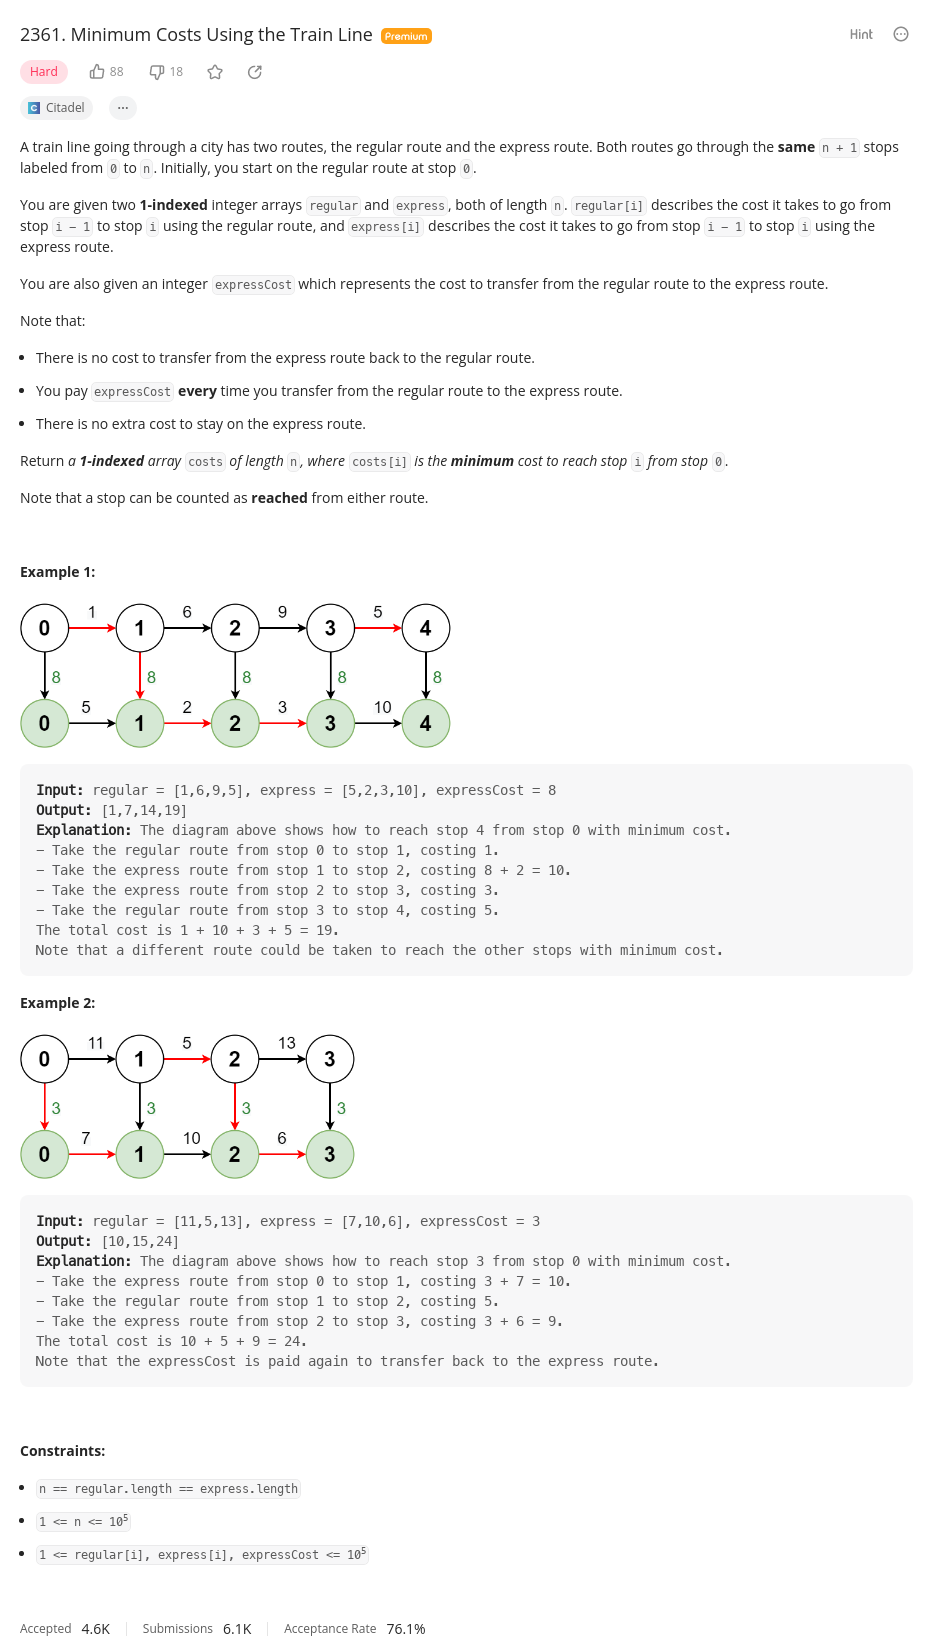 2361. Minimum Costs Using the Train Line Premium Hint
Hard 88 18
C Citadel ...
A train line going through a city has two routes, the regular route and the express route. Both routes go through the same n + 1 stops
labeled from 0 to n. Initially, you start on the regular route at stop 0.
You are given two 1-indexed integer arrays regular and express, both of length n. regular[i] describes the cost it takes to go from
stop i − 1 to stop i using the regular route, and express[i] describes the cost it takes to go from stop i − 1 to stop i using the
express route.
You are also given an integer expressCost which represents the cost to transfer from the regular route to the express route.
Note that:
• There is no cost to transfer from the express route back to the regular route.
• You pay expressCost every time you transfer from the regular route to the express route.
• There is no extra cost to stay on the express route.
Return a 1-indexed array costs of length n, where costs[i] is the minimum cost to reach stop i from stop 0.
Note that a stop can be counted as reached from either route.
Example 1:
1 6 9 5
0 1 2 3 4
8 8 8 8 8
5 2 3 10
0 1 2 3 4
Input: regular = [1,6,9,5], express = [5,2,3,10], expressCost = 8
Output: [1,7,14,19]
Explanation: The diagram above shows how to reach stop 4 from stop 0 with minimum cost.
− Take the regular route from stop 0 to stop 1, costing 1.
− Take the express route from stop 1 to stop 2, costing 8 + 2 = 10.
− Take the express route from stop 2 to stop 3, costing 3.
− Take the regular route from stop 3 to stop 4, costing 5.
The total cost is 1 + 10 + 3 + 5 = 19.
Note that a different route could be taken to reach the other stops with minimum cost.
Example 2:
11 5 13
0 1 2 3
3 3 3 3
7 10 6
0 1 2 3
Input: regular = [11,5,13], express = [7,10,6], expressCost = 3
Output: [10,15,24]
Explanation: The diagram above shows how to reach stop 3 from stop 0 with minimum cost.
− Take the express route from stop 0 to stop 1, costing 3 + 7 = 10.
− Take the regular route from stop 1 to stop 2, costing 5.
− Take the express route from stop 2 to stop 3, costing 3 + 6 = 9.
The total cost is 10 + 5 + 9 = 24.
Note that the expressCost is paid again to transfer back to the express route.
Constraints:
• n == regular.length == express.length
• 1 <= n <= 10⁵
• 1 <= regular[i], express[i], expressCost <= 10⁵
Accepted 4.6K Submissions 6.1K Acceptance Rate 76.1%